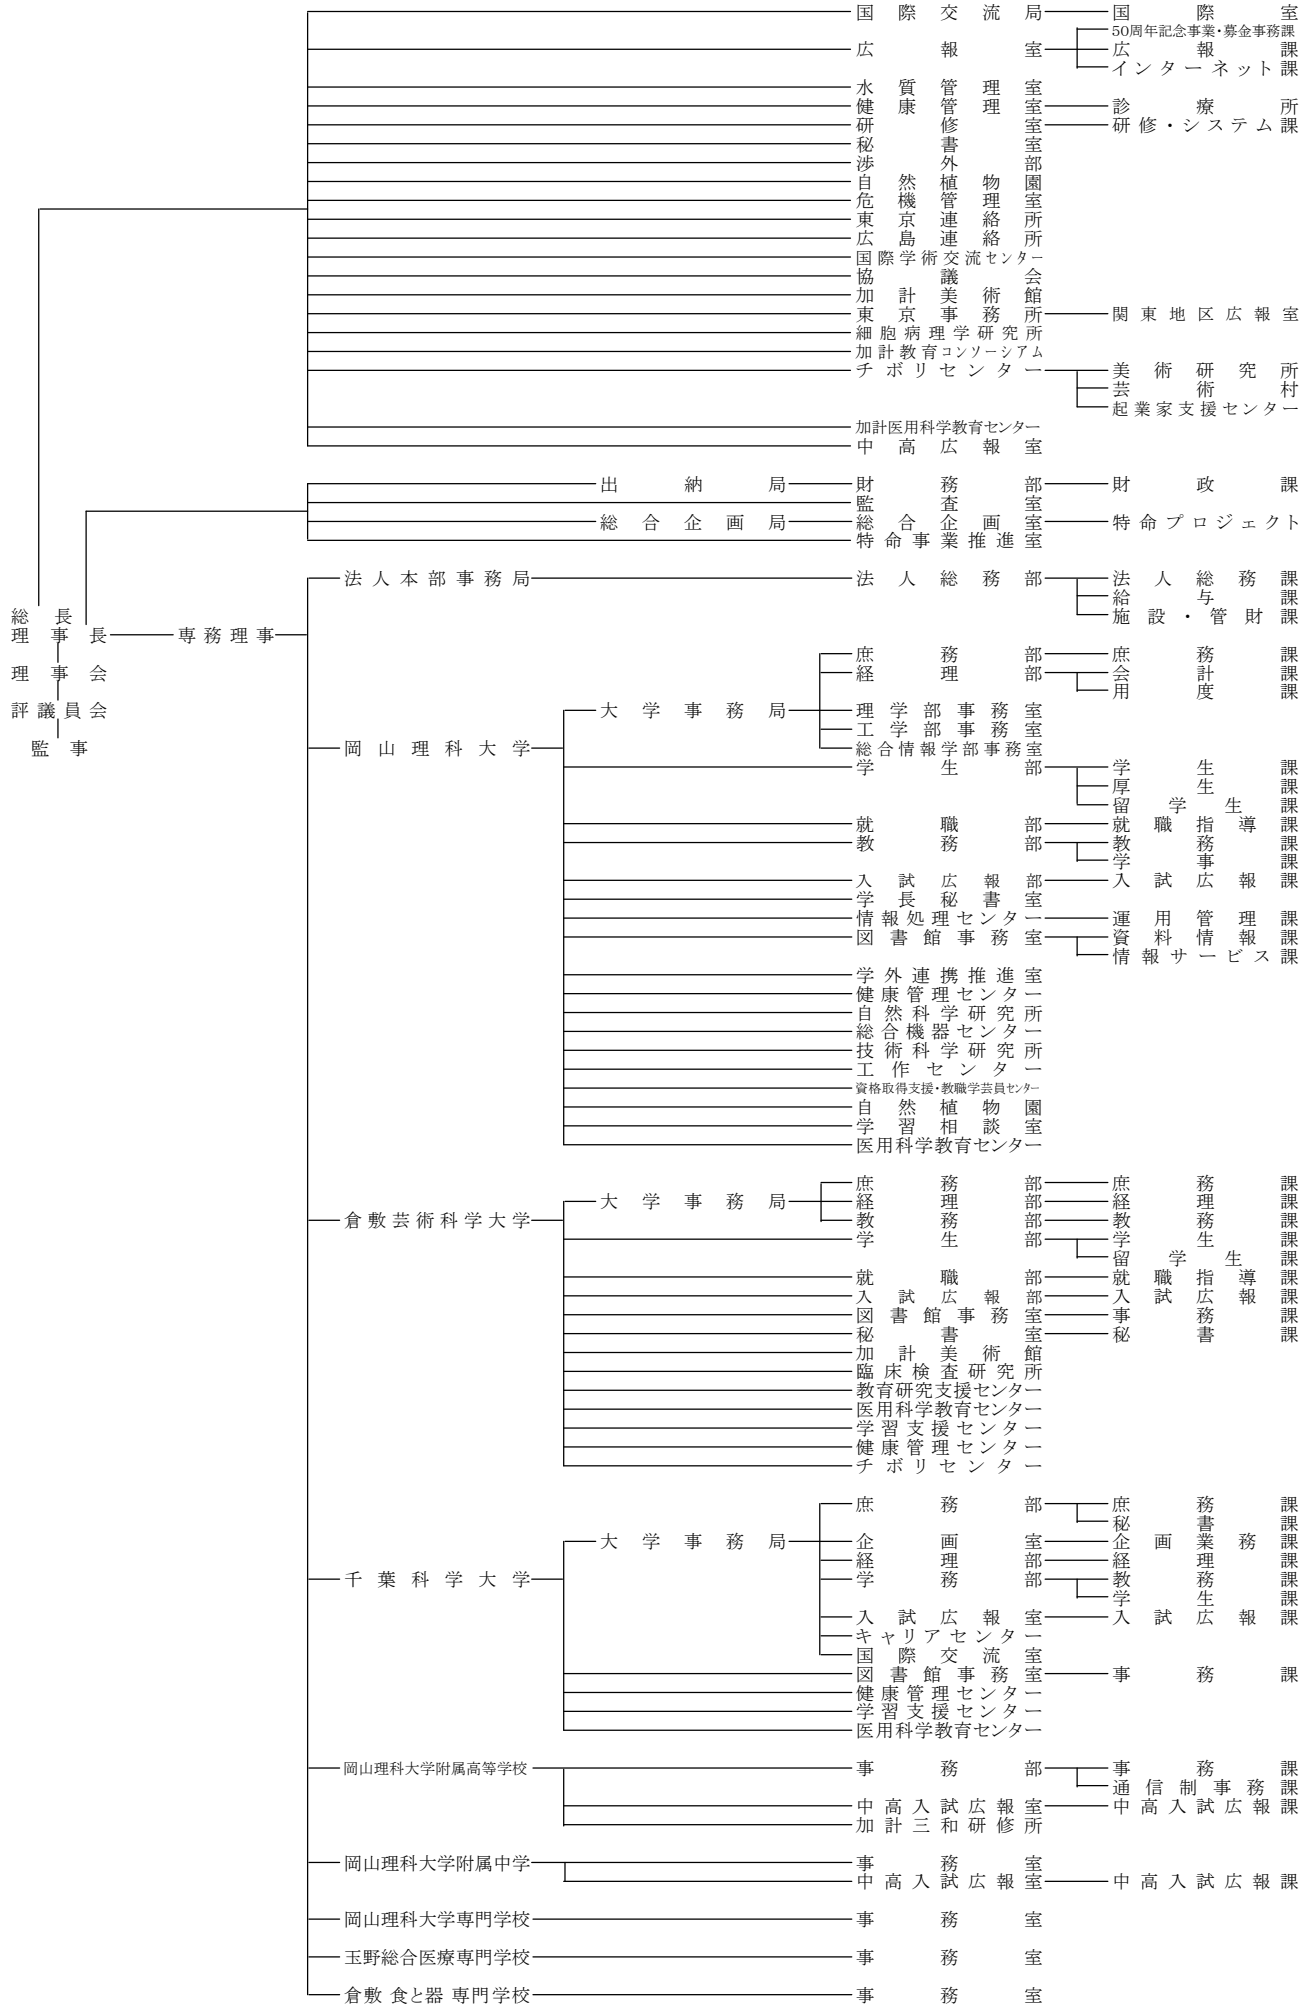 国際交流局 国際室
50周年記念事業・募金事務課
広報室 広報課
インターネット課
水質管理室
健康管理室 診療所
研修室 研修・システム課
秘書室
渉外部
自然植物園
危機管理室
東京連絡所
広島連絡所
国際学術交流センター
協議会
加計美術館
東京事務所 関東地区広報室
細胞病理学研究所
加計教育コンソーシアム
チボリセンター 美術研究所
芸術村
起業家支援センター
加計医用科学教育センター
中高広報室
出納局 財務部 財政課
監査室
総合企画局 総合企画室 特命プロジェクト
特命事業推進室
法人本部事務局 法人総務部 法人総務課
給与課
総長 施設・管財課
理事長 専務理事
庶務部 庶務課
理事会 経理部 会計課
用度課
評議員会 大学事務局 理学部事務室
工学部事務室
監事 岡山理科大学 総合情報学部事務室
学生部 学生課
厚生課
留学生課
就職部 就職指導課
教務部 教務課
学事課
入試広報部 入試広報課
学長秘書室
情報処理センター 運用管理課
図書館事務室 資料情報課
情報サービス課
学外連携推進室
健康管理センター
自然科学研究所
総合機器センター
技術科学研究所
工作センター
資格取得支援・教職学芸員センター
自然植物園
学習相談室
医用科学教育センター
庶務部 庶務課
大学事務局 経理部 経理課
倉敷芸術科学大学 教務部 教務課
学生部 学生課
留学生課
就職部 就職指導課
入試広報部 入試広報課
図書館事務室 事務課
秘書室 秘書課
加計美術館
臨床検査研究所
教育研究支援センター
医用科学教育センター
学習支援センター
健康管理センター
チボリセンター
庶務部 庶務課
秘書課
大学事務局 企画室 企画業務課
経理部 経理課
千葉科学大学 学務部 教務課
学生課
入試広報室 入試広報課
キャリアセンター
国際交流室
図書館事務室 事務課
健康管理センター
学習支援センター
医用科学教育センター
岡山理科大学附属高等学校 事務部 事務課
通信制事務課
中高入試広報室 中高入試広報課
加計三和研修所
岡山理科大学附属中学 事務室
中高入試広報室 中高入試広報課
岡山理科大学専門学校 事務室
玉野総合医療専門学校 事務室
倉敷 食と器 専門学校 事務室